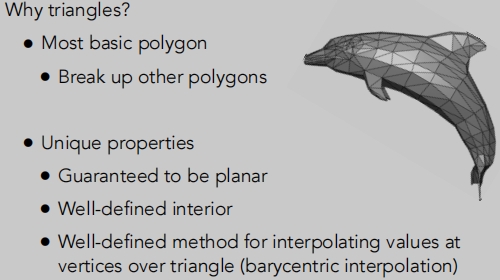 Why triangles?
• Most basic polygon
• Break up other polygons
• Unique properties
• Guaranteed to be planar
• Well-defined interior
• Well-defined method for interpolating values at
vertices over triangle (barycentric interpolation)